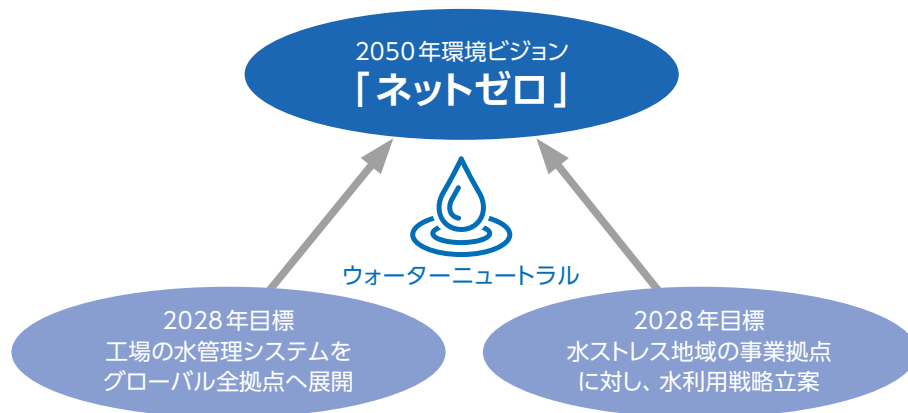 2050年環境ビジョン
「ネットゼロ」
ウォーターニュートラル
2028年目標
工場の水管理システムを
グローバル全拠点へ展開
2028年目標
水ストレス地域の事業拠点
に対し、水利用戦略立案